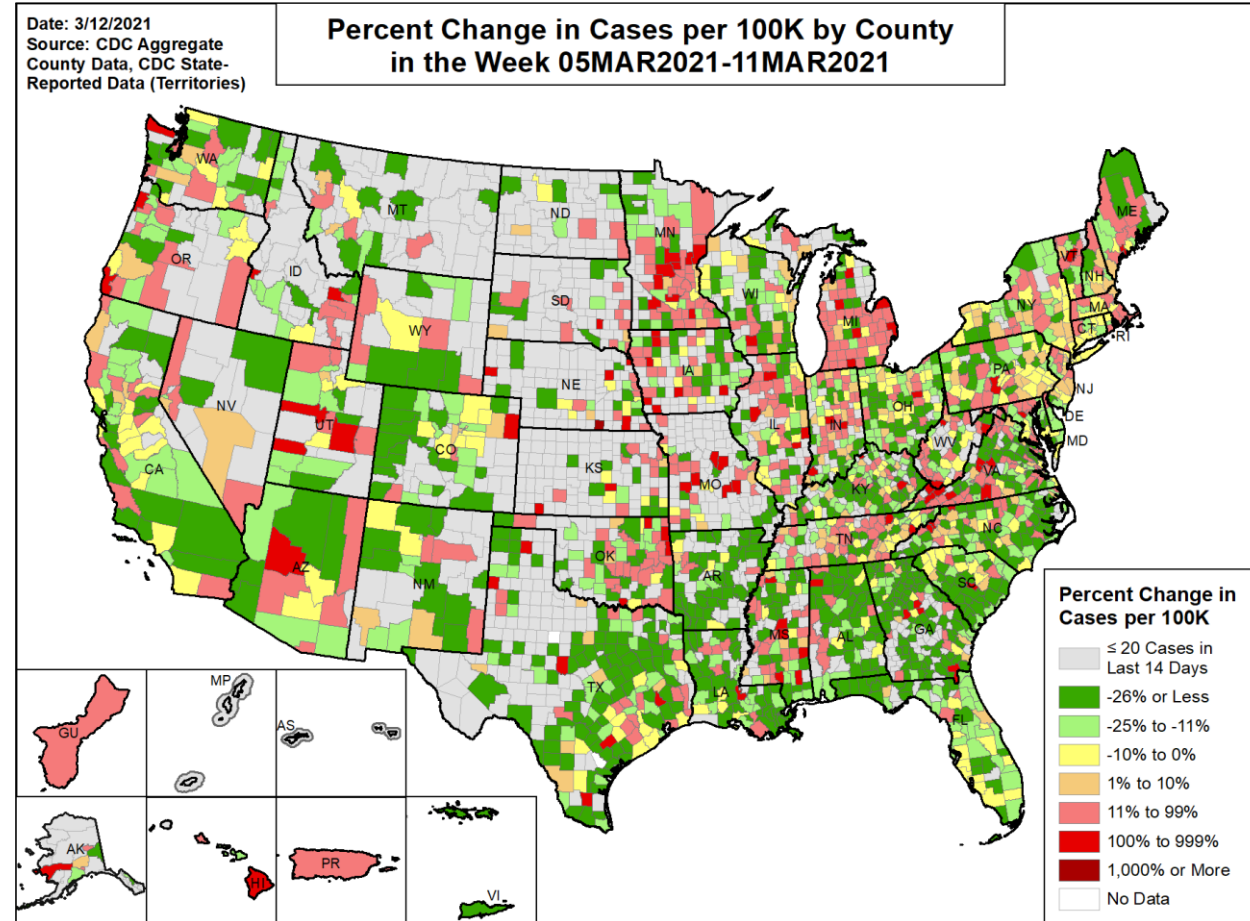 Date: 3/12/2021
Source: CDC Aggregate
County Data, CDC State-
Reported Data (Territories)
Percent Change in Cases per 100K by County
in the Week 05MAR2021-11MAR2021
WA
MT
ND
MN
ME
OR
ID
SD
WI
VT
NH
NY
MA
CT
RI
WY
MI
IA
NE
PA
NJ
NV
UT
CO
IL
IN
OH
DE
MD
WV
VA
CA
KS
MO
KY
NC
TN
AZ
NM
OK
AR
SC
MS
AL
GA
TX
LA
FL
GU
MP
AS
AK
HI
PR
VI
Percent Change in
Cases per 100K
≤ 20 Cases in
Last 14 Days
-26% or Less
-25% to -11%
-10% to 0%
1% to 10%
11% to 99%
100% to 999%
1,000% or More
No Data